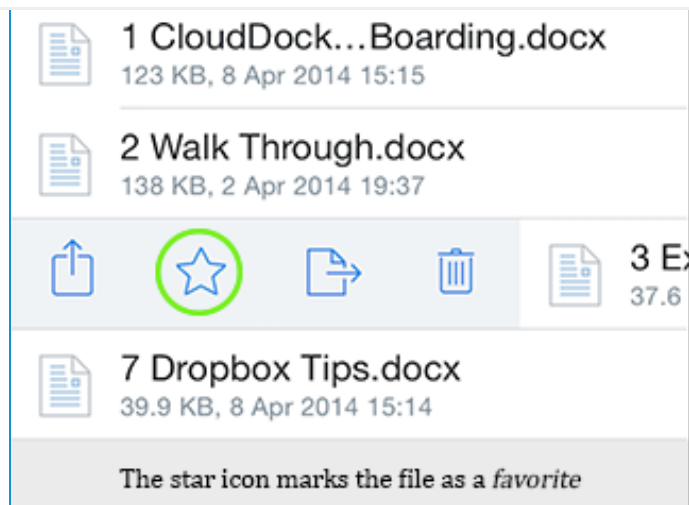 1 CloudDock...Boarding.docx
123 KB, 8 Apr 2014 15:15
2 Walk Through.docx
138 KB, 2 Apr 2014 19:37
3 Ex
37.6
7 Dropbox Tips.docx
39.9 KB, 8 Apr 2014 15:14
The star icon marks the file as a favorite